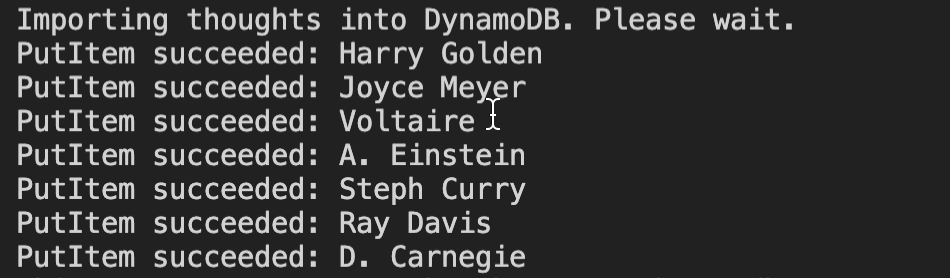 Importing thoughts into DynamoDB. Please wait.
PutItem succeeded: Harry Golden
PutItem succeeded: Joyce Meyer
PutItem succeeded: Voltaire
PutItem succeeded: A. Einstein
PutItem succeeded: Steph Curry
PutItem succeeded: Ray Davis
PutItem succeeded: D. Carnegie